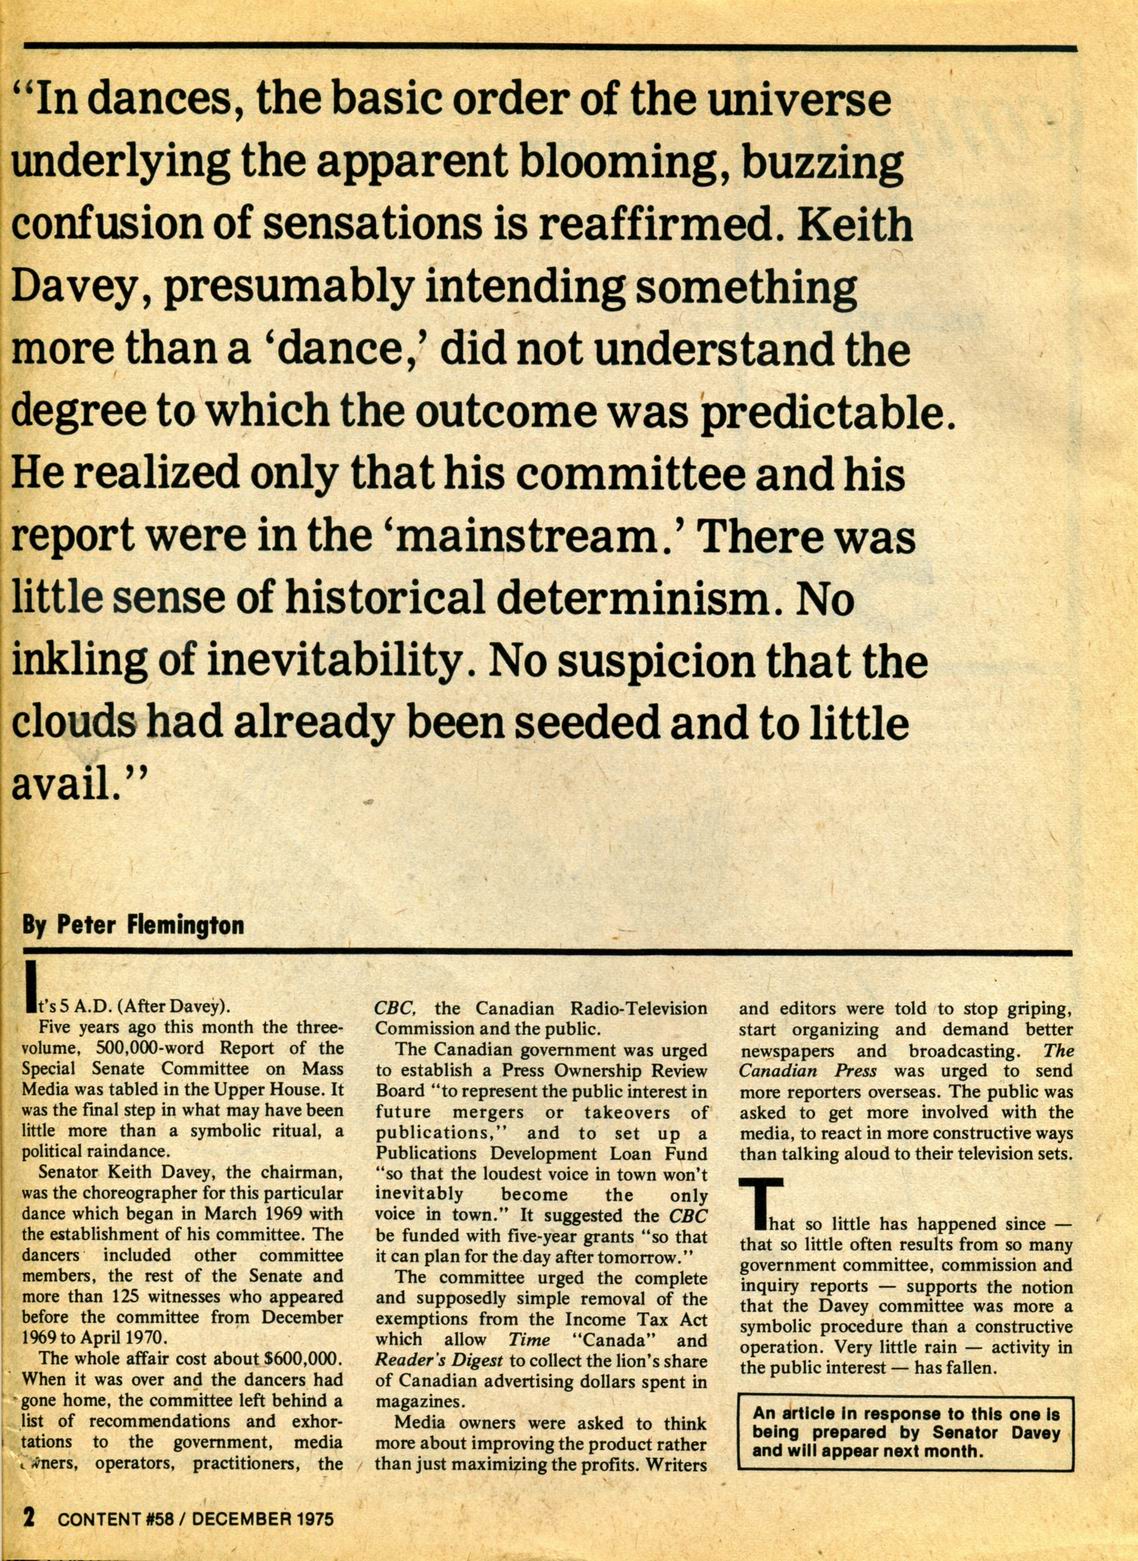 “In dances, the basic order of the universe
underlying the apparent blooming, buzzing
confusion of sensations is reaffirmed. Keith
Davey, presumably intending something
more than a ‘dance,’ did not understand the
degree to which the outcome was predictable.
He realized only that his committee and his
report were in the ‘mainstream.’ There was
little sense of historical determinism. No
inkling of inevitability. No suspicion that the
clouds had already been seeded and to little
avail.”
By Peter Flemington
It's 5 A.D. (After Davey).
Five years ago this month the three-
volume, 500,000-word Report of the
Special Senate Committee on Mass
Media was tabled in the Upper House. It
was the final step in what may have been
little more than a symbolic ritual, a
political raindance.
Senator Keith Davey, the chairman,
was the choreographer for this particular
dance which began in March 1969 with
the establishment of his committee. The
dancers included other committee
members, the rest of the Senate and
more than 125 witnesses who appeared
before the committee from December
1969 to April 1970.
The whole affair cost about $600,000.
When it was over and the dancers had
gone home, the committee left behind a
list of recommendations and exhor-
tations to the government, media
operators, practitioners, the
CBC, the Canadian Radio-Television
Commission and the public.
The Canadian government was urged
to establish a Press Ownership Review
Board “to represent the public interest in
future mergers or takeovers of
publications,” and to set up a
Publications Development Loan Fund
“so that the loudest voice in town won't
inevitably become the only
voice in town.” It suggested the CBC
be funded with five-year grants “so that
it can plan for the day after tomorrow.”
The committee urged the complete
and supposedly simple removal of the
exemptions from the Income Tax Act
which allow Time “Canada” and
Reader's Digest to collect the lion's share
of Canadian advertising dollars spent in
magazines.
Media owners were asked to think
more about improving the product rather
than just maximizing the profits. Writers
and editors were told to stop griping,
start organizing and demand better
newspapers and broadcasting. The
Canadian Press was urged to send
more reporters overseas. The public was
asked to get more involved with the
media, to react in more constructive ways
than talking aloud to their television sets.
That so little has happened since —
that so little often results from so many
government committee, commission and
inquiry reports — supports the notion
that the Davey committee was more a
symbolic procedure than a constructive
operation. Very little rain — activity in
the public interest — has fallen.
An article in response to this one is
being prepared by Senator Davey
and will appear next month.
2 CONTENT #58 / DECEMBER 1975